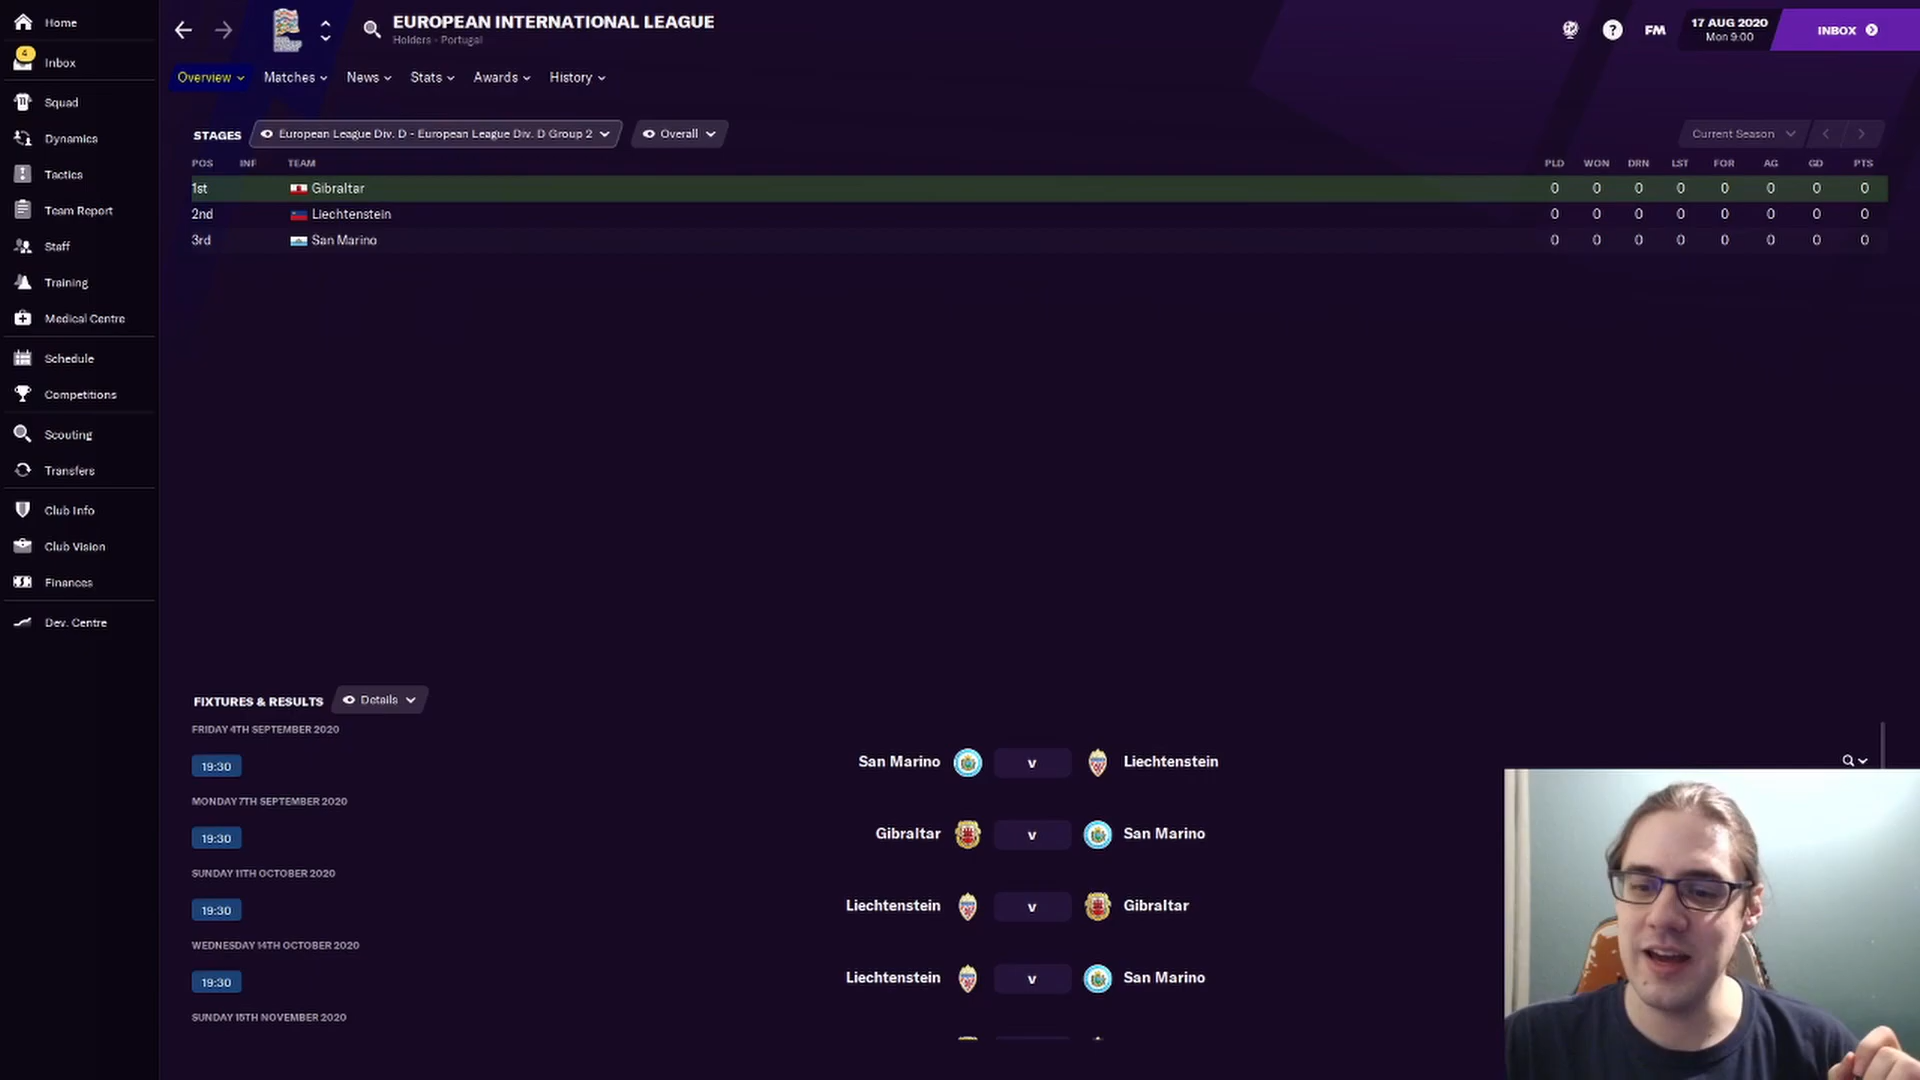 Home
4
Inbox
Squad
Dynamics
Tactics
Team Report
Staff
Training
Medical Centre
Schedule
Competitions
Scouting
Transfers
Club Info
Club Vision
Finances
Dev. Centre
EUROPEAN INTERNATIONAL LEAGUE
Holders - Portugal
? FM 17 AUG 2020
Mon 9:00
INBOX
Overview Matches News Stats Awards History
STAGES European League Div. D - European League Div. D Group 2 Overall Current Season
POS INF TEAM PLD WON DRN LST FOR AG GD PTS
1st Gibraltar 0 0 0 0 0 0 0 0
2nd Liechtenstein 0 0 0 0 0 0 0 0
3rd San Marino 0 0 0 0 0 0 0 0
FIXTURES & RESULTS Details
FRIDAY 4TH SEPTEMBER 2020
19:30 San Marino v Liechtenstein
MONDAY 7TH SEPTEMBER 2020
19:30 Gibraltar v San Marino
SUNDAY 11TH OCTOBER 2020
19:30 Liechtenstein v Gibraltar
WEDNESDAY 14TH OCTOBER 2020
19:30 Liechtenstein v San Marino
SUNDAY 15TH NOVEMBER 2020